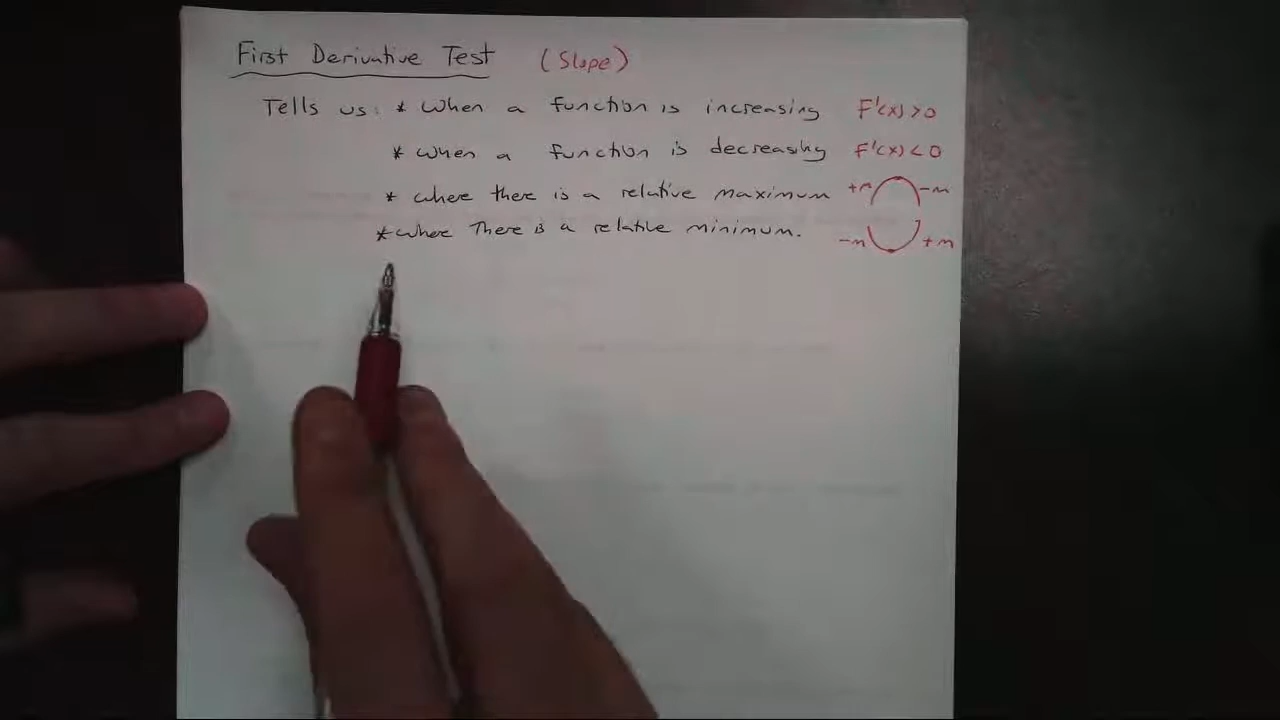 First Derivative Test (Slope)
Tells us: * When a function is increasing F'(x) > 0
* when a function is decreasing F'(x) < 0
* where there is a relative maximum +m -m
* where There is a relative minimum. -m +m